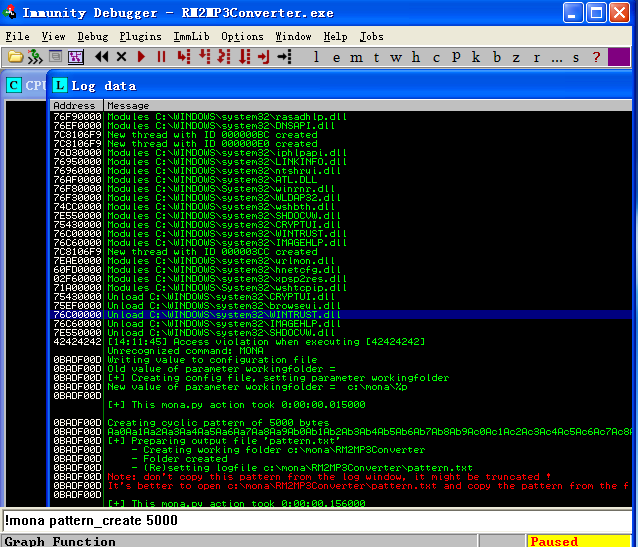 Immunity Debugger - RM2MP3Converter.exe
File View Debug Plugins ImmLib Options Window Help Jobs
l e m t w h c p k b z r ... s ?
C CPU
L Log data
Address Message
76F90000 Modules C:\WINDOWS\system32\rasadhlp.dll
76EF0000 Modules C:\WINDOWS\system32\DNSAPI.dll
7C8106F9 New thread with ID 000000BC created
7C8106F9 New thread with ID 000000E0 created
76D30000 Modules C:\WINDOWS\system32\iphlpapi.dll
76950000 Modules C:\WINDOWS\system32\LINKINFO.dll
76960000 Modules C:\WINDOWS\system32\ntshrui.dll
76AF0000 Modules C:\WINDOWS\system32\ATL.DLL
76F80000 Modules C:\WINDOWS\system32\winrnr.dll
76F30000 Modules C:\WINDOWS\system32\WLDAP32.dll
74CC0000 Modules C:\WINDOWS\system32\wshbth.dll
7E550000 Modules C:\WINDOWS\system32\SHDOCVW.dll
75430000 Modules C:\WINDOWS\system32\CRYPTUI.dll
76C00000 Modules C:\WINDOWS\system32\WINTRUST.dll
76C60000 Modules C:\WINDOWS\system32\IMAGEHLP.dll
7C8106F9 New thread with ID 000003CC created
7EAE0000 Modules C:\WINDOWS\system32\urlmon.dll
60FD0000 Modules C:\WINDOWS\system32\hnetcfg.dll
02F60000 Modules C:\WINDOWS\system32\xpsp2res.dll
71A00000 Modules C:\WINDOWS\system32\wshtcpip.dll
75430000 Unload C:\WINDOWS\system32\CRYPTUI.dll
75EF0000 Unload C:\WINDOWS\system32\browseui.dll
76C00000 Unload C:\WINDOWS\system32\WINTRUST.dll
76C60000 Unload C:\WINDOWS\system32\IMAGEHLP.dll
7E550000 Unload C:\WINDOWS\system32\SHDOCVW.dll
42424242 [14:11:45] Access violation when executing [42424242]
Unrecognized command: MONA
0BADF00D Writing value to configuration file
0BADF00D Old value of parameter workingfolder =
0BADF00D [+] Creating config file, setting parameter workingfolder
0BADF00D New value of parameter workingfolder = c:\mona\%p
0BADF00D
[+] This mona.py action took 0:00:00.015000
0BADF00D Creating cyclic pattern of 5000 bytes
0BADF00D Aa0Aa1Aa2Aa3Aa4Aa5Aa6Aa7Aa8Aa9Ab0Ab1Ab2Ab3Ab4Ab5Ab6Ab7Ab8Ab9Ac0Ac1Ac2Ac3Ac4Ac5Ac6Ac7Ac8
0BADF00D [+] Preparing output file 'pattern.txt'
0BADF00D - Creating working folder c:\mona\RM2MP3Converter
0BADF00D - Folder created
0BADF00D - (Re)setting logfile c:\mona\RM2MP3Converter\pattern.txt
0BADF00D Note: don't copy this pattern from the log window, it might be truncated !
0BADF00D It's better to open c:\mona\RM2MP3Converter\pattern.txt and copy the pattern from the f
0BADF00D
[+] This mona.py action took 0:00:00.156000
!mona pattern_create 5000
Graph Function Paused